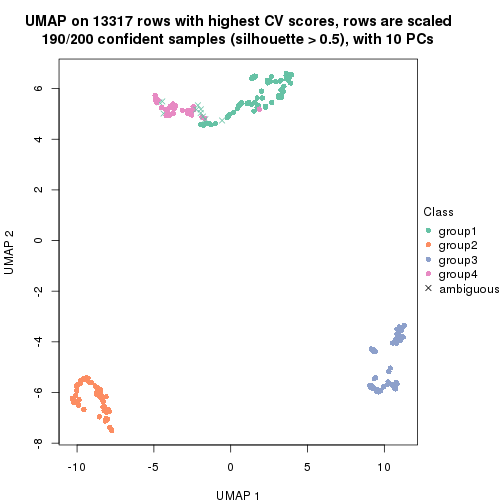 UMAP on 13317 rows with highest CV scores, rows are scaled
190/200 confident samples (silhouette > 0.5), with 10 PCs
6
4
2
0
-2
-4
-6
-8
UMAP 2
-10
-5
0
5
10
UMAP 1
Class
group1
group2
group3
group4
ambiguous